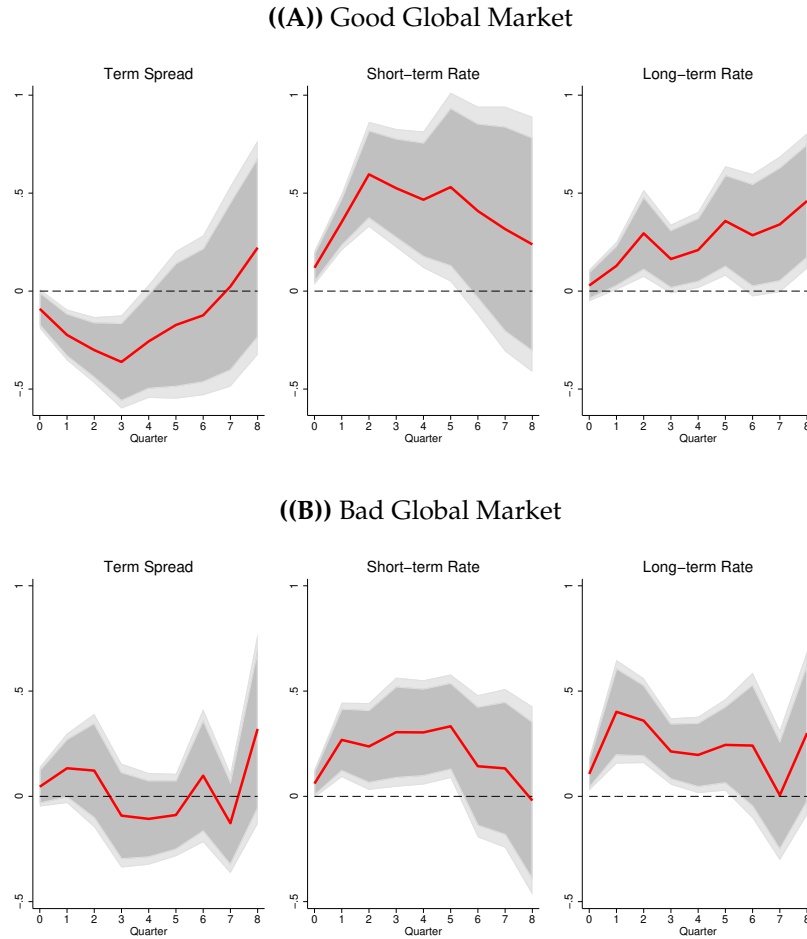 ((A)) Good Global Market
Term Spread
Short−term Rate
Long−term Rate
1
.5
0
−.5
0 1 2 3 4 5 6 7 8
Quarter
1
.5
0
−.5
0 1 2 3 4 5 6 7 8
Quarter
1
.5
0
−.5
0 1 2 3 4 5 6 7 8
Quarter
((B)) Bad Global Market
Term Spread
Short−term Rate
Long−term Rate
1
.5
0
−.5
0 1 2 3 4 5 6 7 8
Quarter
1
.5
0
−.5
0 1 2 3 4 5 6 7 8
Quarter
1
.5
0
−.5
0 1 2 3 4 5 6 7 8
Quarter